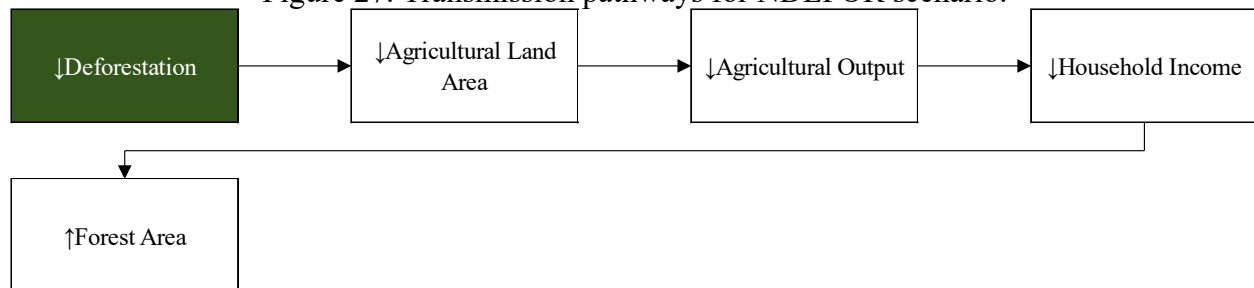 Figure 27: Transmission pathways for NDEFOR scenario.
↓Deforestation
↓Agricultural Land
Area
↓Agricultural Output
↓Household Income
↑Forest Area